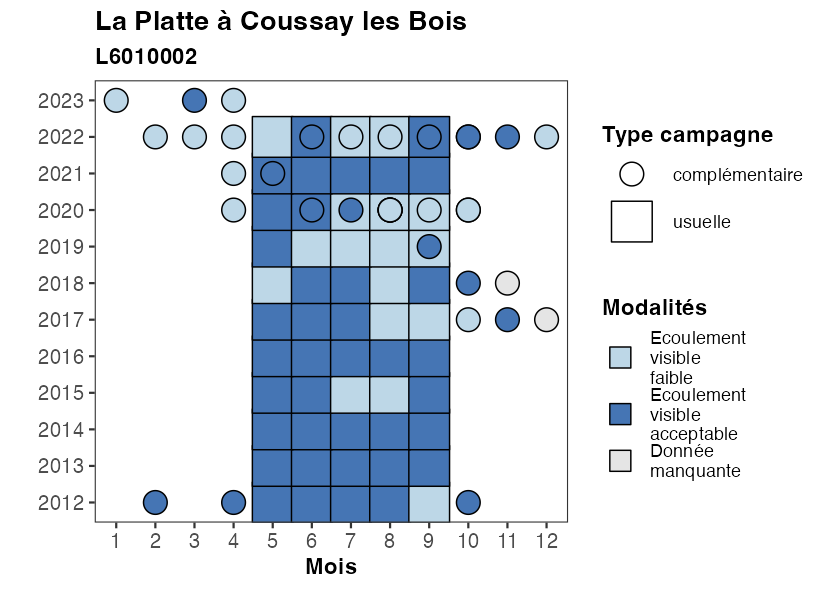 La Platte à Coussay les Bois
L6010002
2023
2022
2021
2020
2019
2018
2017
2016
2015
2014
2013
2012
1 2 3 4 5 6 7 8 9 10 11 12
Mois
Type campagne
complémentaire
usuelle
Modalités
Ecoulement
visible
faible
Ecoulement
visible
acceptable
Donnée
manquante